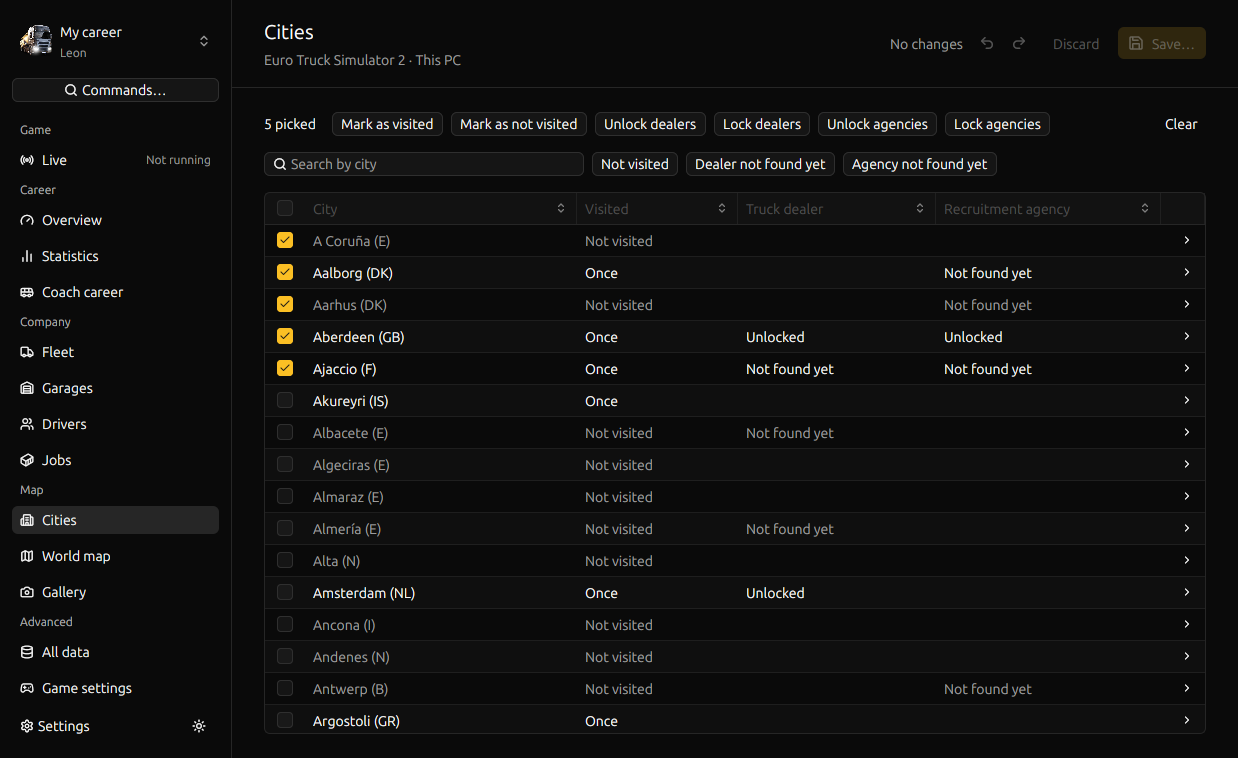 My career
Leon
Commands...
Game
Live Not running
Career
Overview
Statistics
Coach career
Company
Fleet
Garages
Drivers
Jobs
Map
Cities
World map
Gallery
Advanced
All data
Game settings
Settings
Cities
Euro Truck Simulator 2 · This PC
No changes Discard Save...
5 picked Mark as visited Mark as not visited Unlock dealers Lock dealers Unlock agencies Lock agencies Clear
Search by city Not visited Dealer not found yet Agency not found yet
City Visited Truck dealer Recruitment agency
A Coruña (E) Not visited
Aalborg (DK) Once Not found yet
Aarhus (DK) Not visited Not found yet
Aberdeen (GB) Once Unlocked Unlocked
Ajaccio (F) Once Not found yet Not found yet
Akureyri (IS) Once
Albacete (E) Not visited Not found yet
Algeciras (E) Not visited
Almaraz (E) Not visited
Almería (E) Not visited Not found yet
Alta (N) Not visited
Amsterdam (NL) Once Unlocked
Ancona (I) Not visited
Andenes (N) Not visited
Antwerp (B) Not visited Not found yet
Argostoli (GR) Once